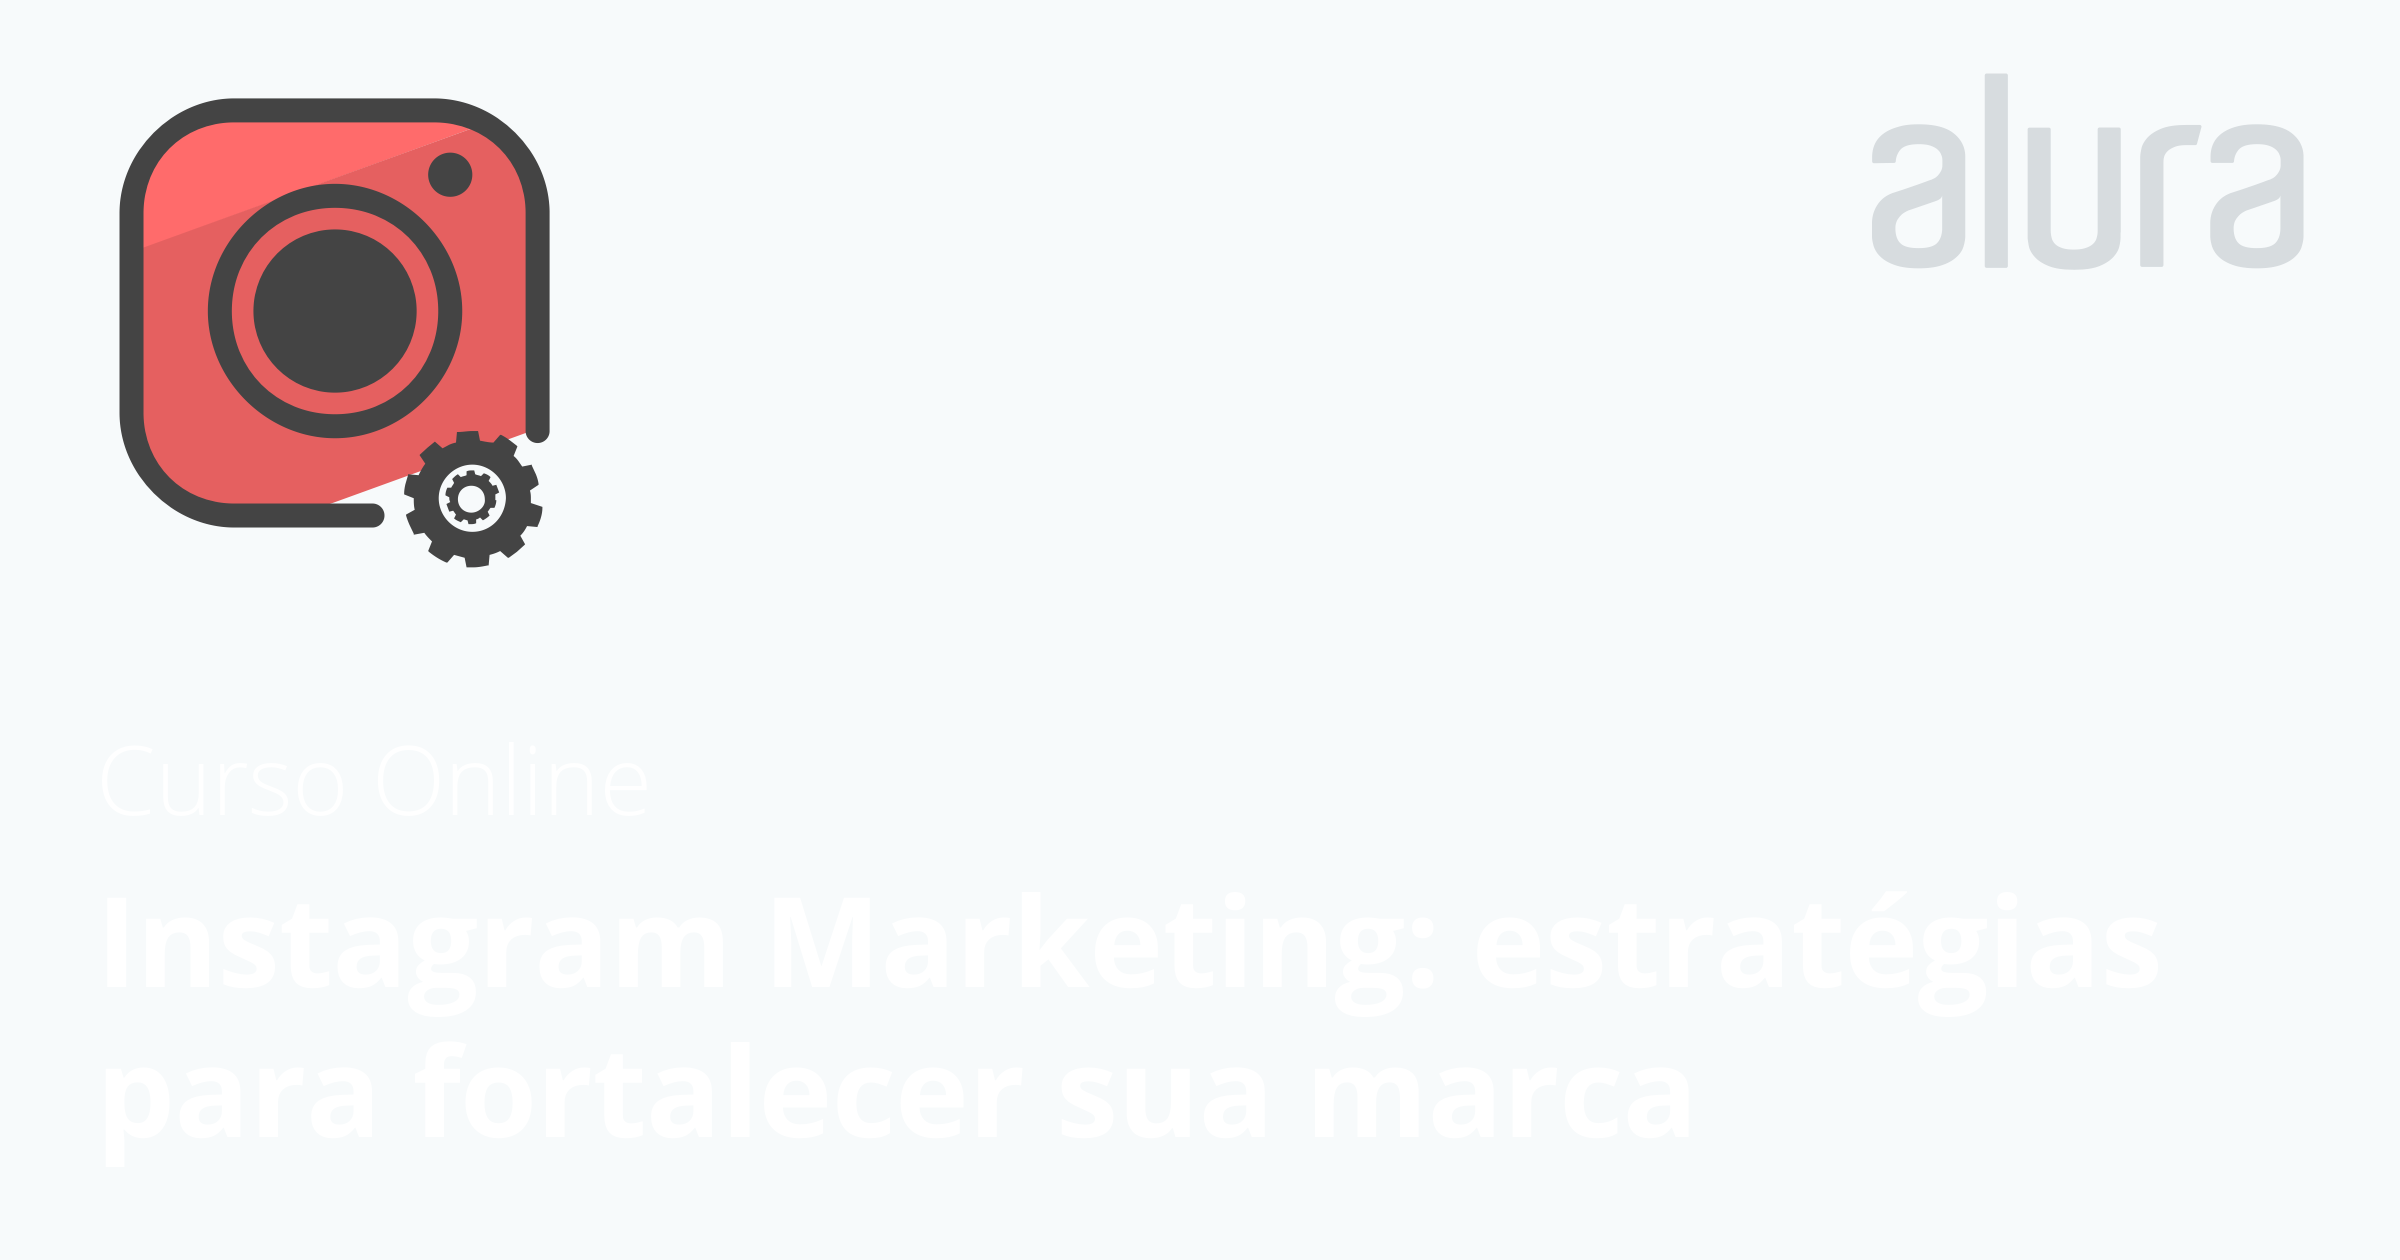 alura
Curso Online
Instagram Marketing: estratégias
para fortalecer sua marca